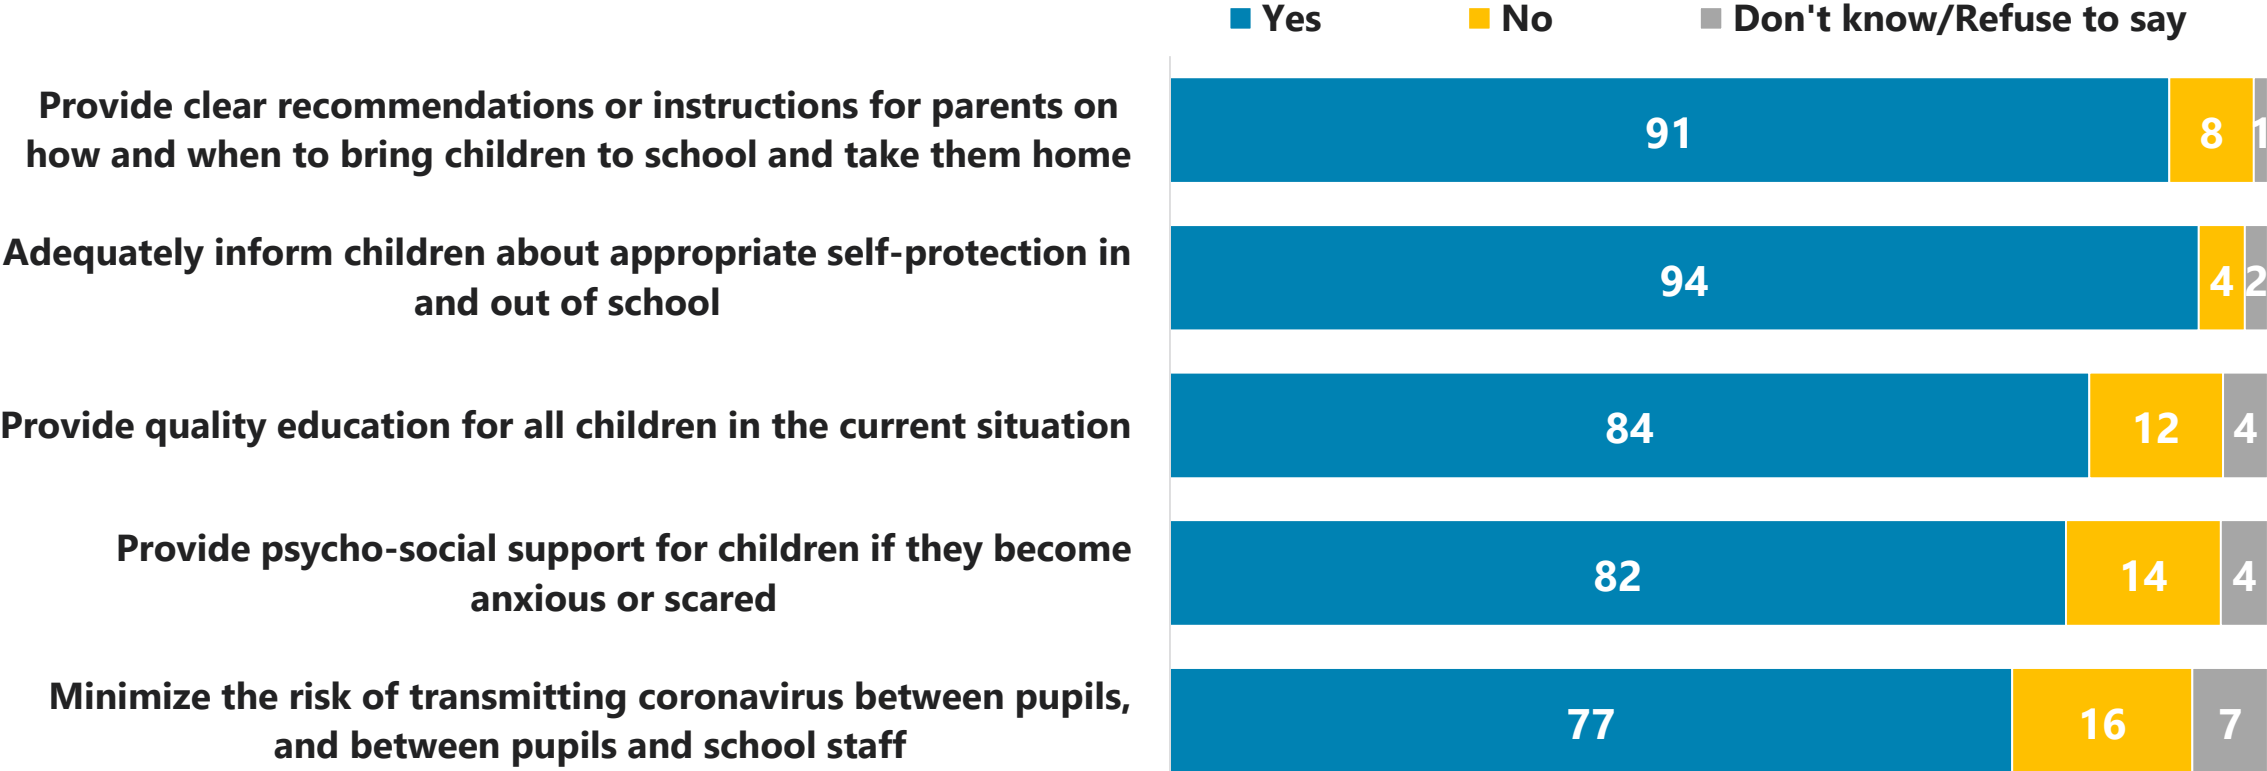 Yes No Don't know/Refuse to say
Provide clear recommendations or instructions for parents on
how and when to bring children to school and take them home
91 8 1
Adequately inform children about appropriate self-protection in
and out of school
94 4 2
Provide quality education for all children in the current situation
84 12 4
Provide psycho-social support for children if they become
anxious or scared
82 14 4
Minimize the risk of transmitting coronavirus between pupils,
and between pupils and school staff
77 16 7